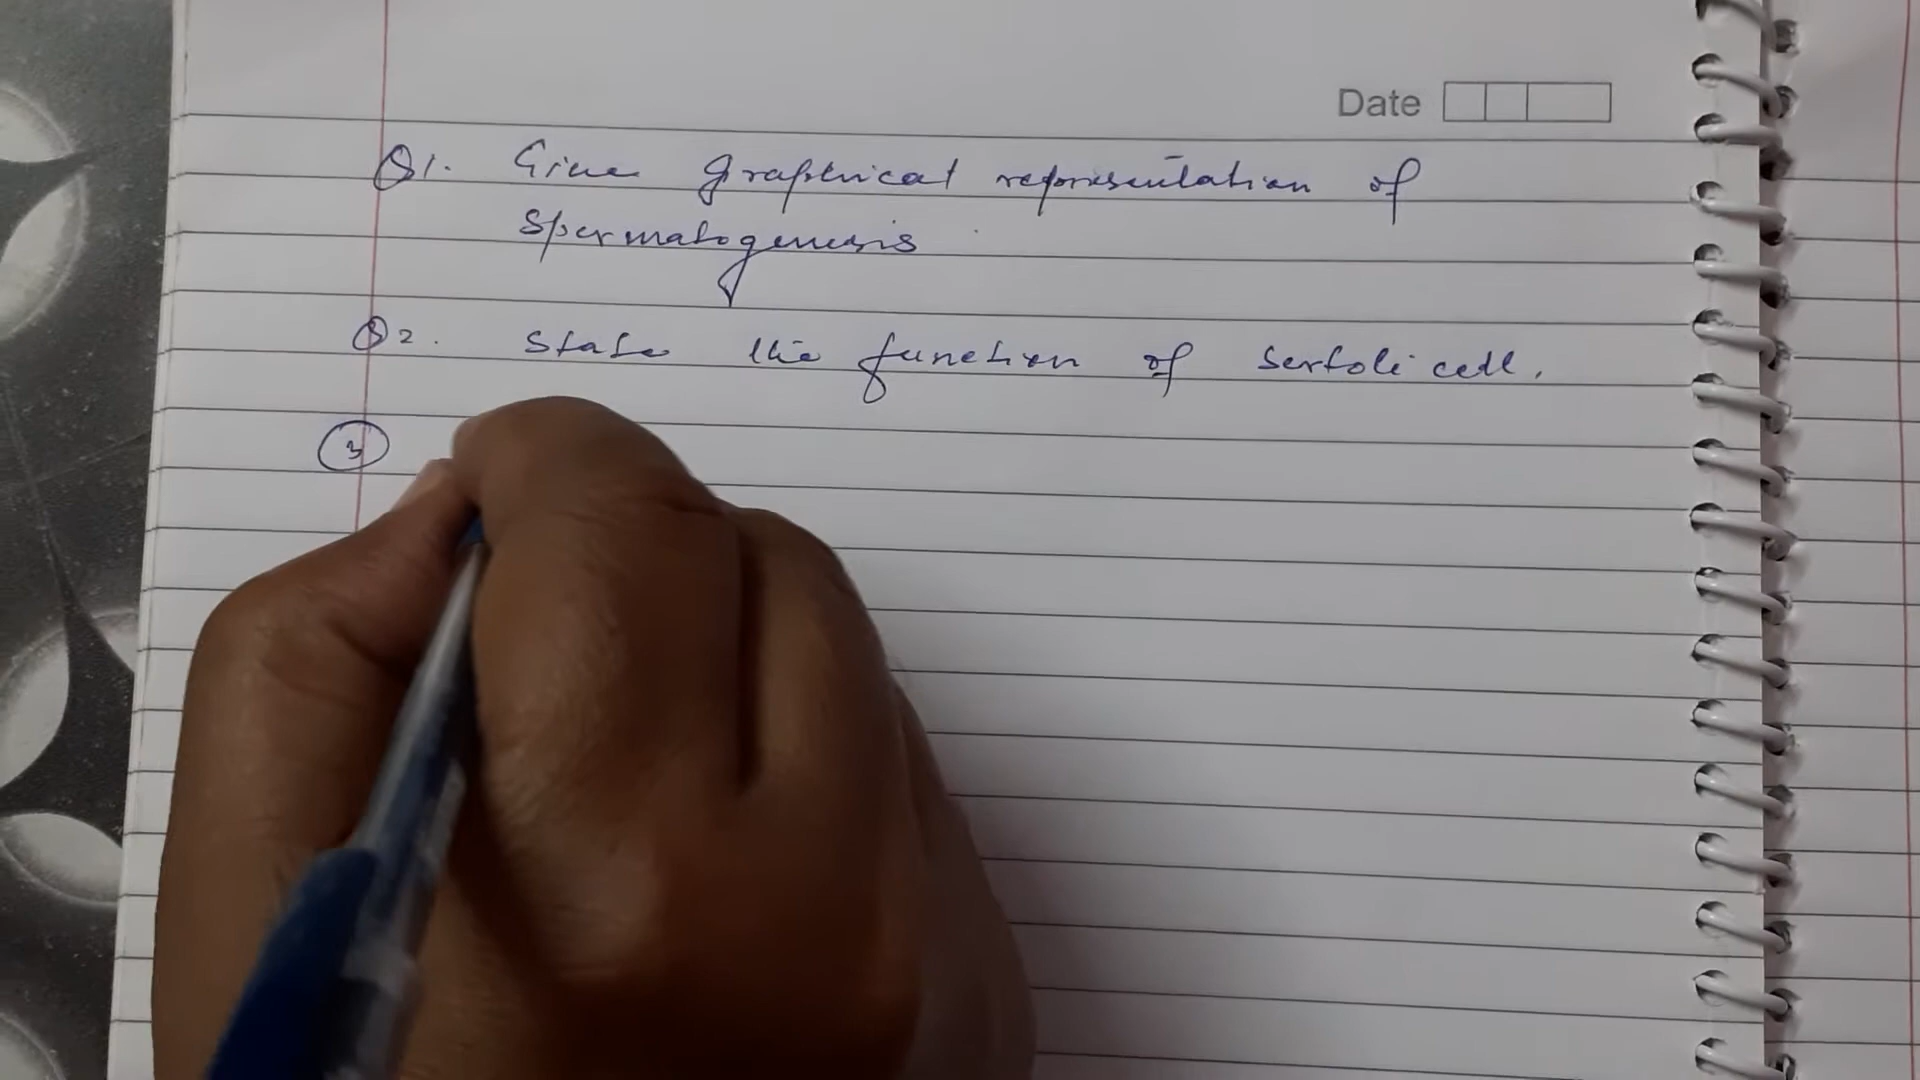 Date
Q1. Give graphical representation of
spermatogenesis
Q2. State the function of sertoli cell.
3